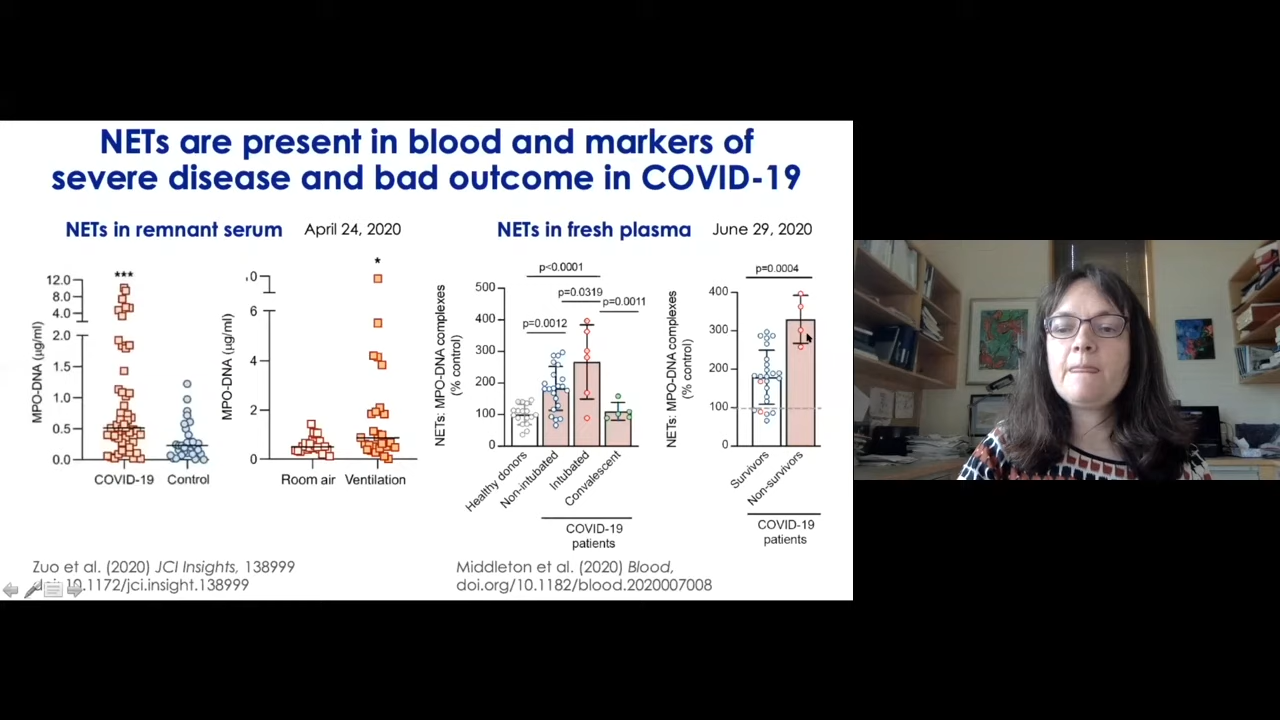 NETs are present in blood and markers of
severe disease and bad outcome in COVID-19
NETs in remnant serum
April 24, 2020
NETs in fresh plasma
June 29, 2020
MPO-DNA (µg/ml)
12.0
8.0
4.0
2.0
1.5
1.0
0.5
0.0
***
COVID-19
Control
MPO-DNA (µg/ml)
.0
6
4
2
0
*
Room air
Ventilation
NETs: MPO-DNA complexes
(% control)
500
400
300
200
100
0
p<0.0001
p=0.0319
p=0.0011
p=0.0012
Healthy donors
Non-intubated
Intubated
Convalescent
COVID-19
patients
NETs: MPO-DNA complexes
(% control)
400
300
200
100
0
p=0.0004
Survivors
Non-survivors
COVID-19
patients
Zuo et al. (2020) JCI Insights, 138999
doi:10.1172/jci.insight.138999
Middleton et al. (2020) Blood,
doi.org/10.1182/blood.2020007008